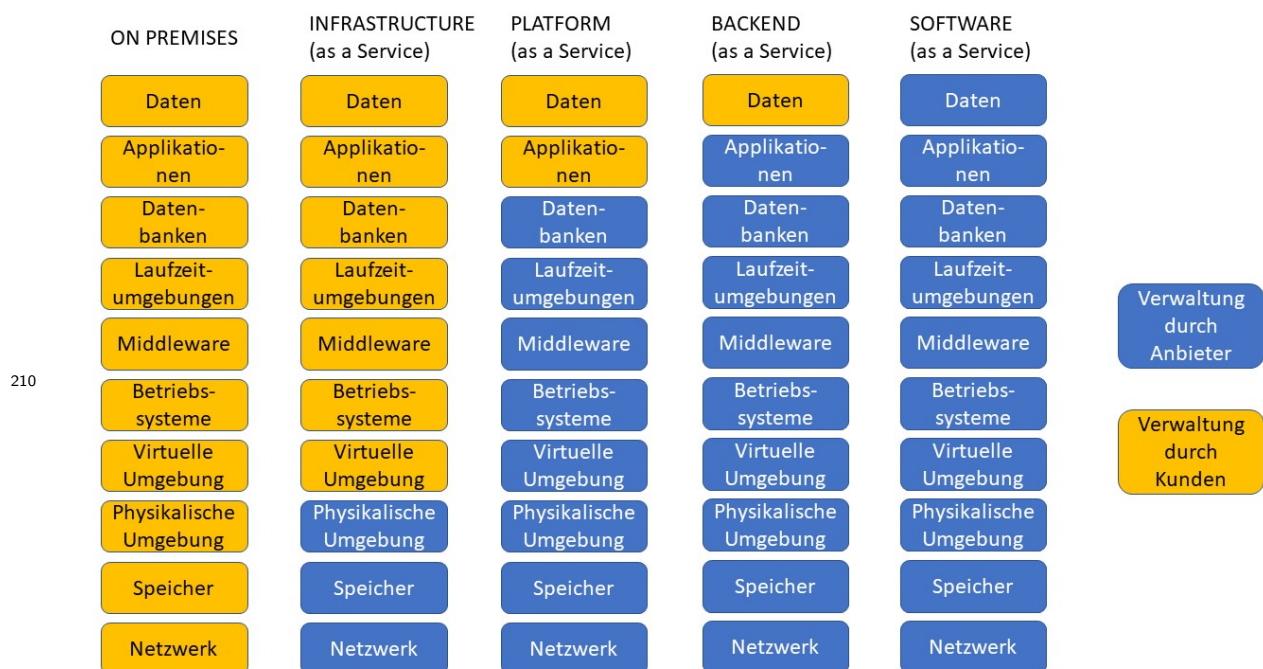 ON PREMISES
INFRASTRUCTURE
(as a Service)
PLATFORM
(as a Service)
BACKEND
(as a Service)
SOFTWARE
(as a Service)
Daten
Daten
Daten
Daten
Daten
Applikatio-
nen
Applikatio-
nen
Applikatio-
nen
Applikatio-
nen
Applikatio-
nen
Daten-
banken
Daten-
banken
Daten-
banken
Daten-
banken
Daten-
banken
Laufzeit-
umgebungen
Laufzeit-
umgebungen
Laufzeit-
umgebungen
Laufzeit-
umgebungen
Laufzeit-
umgebungen
Middleware
Middleware
Middleware
Middleware
Middleware
210
Betriebs-
systeme
Betriebs-
systeme
Betriebs-
systeme
Betriebs-
systeme
Betriebs-
systeme
Virtuelle
Umgebung
Virtuelle
Umgebung
Virtuelle
Umgebung
Virtuelle
Umgebung
Virtuelle
Umgebung
Physikalische
Umgebung
Physikalische
Umgebung
Physikalische
Umgebung
Physikalische
Umgebung
Physikalische
Umgebung
Speicher
Speicher
Speicher
Speicher
Speicher
Netzwerk
Netzwerk
Netzwerk
Netzwerk
Netzwerk
Verwaltung
durch
Anbieter
Verwaltung
durch
Kunden